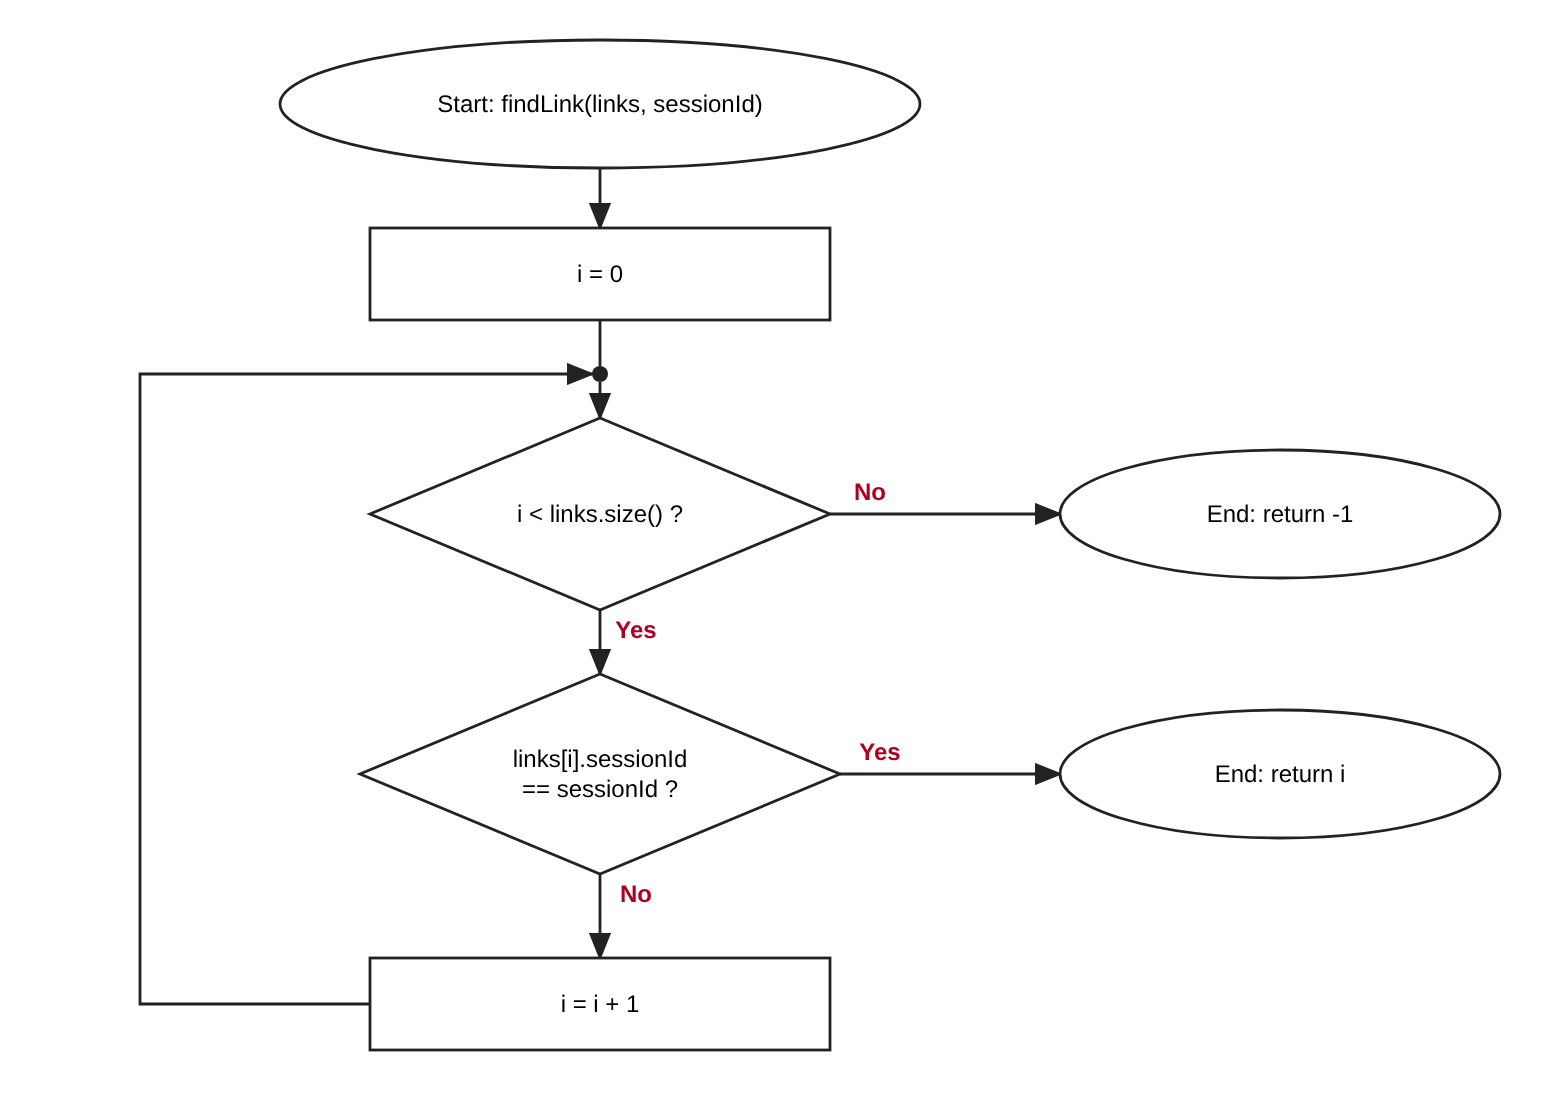 Start: findLink(links, sessionId)
i = 0
i < links.size() ?
No
End: return -1
Yes
links[i].sessionId
== sessionId ?
Yes
End: return i
No
i = i + 1